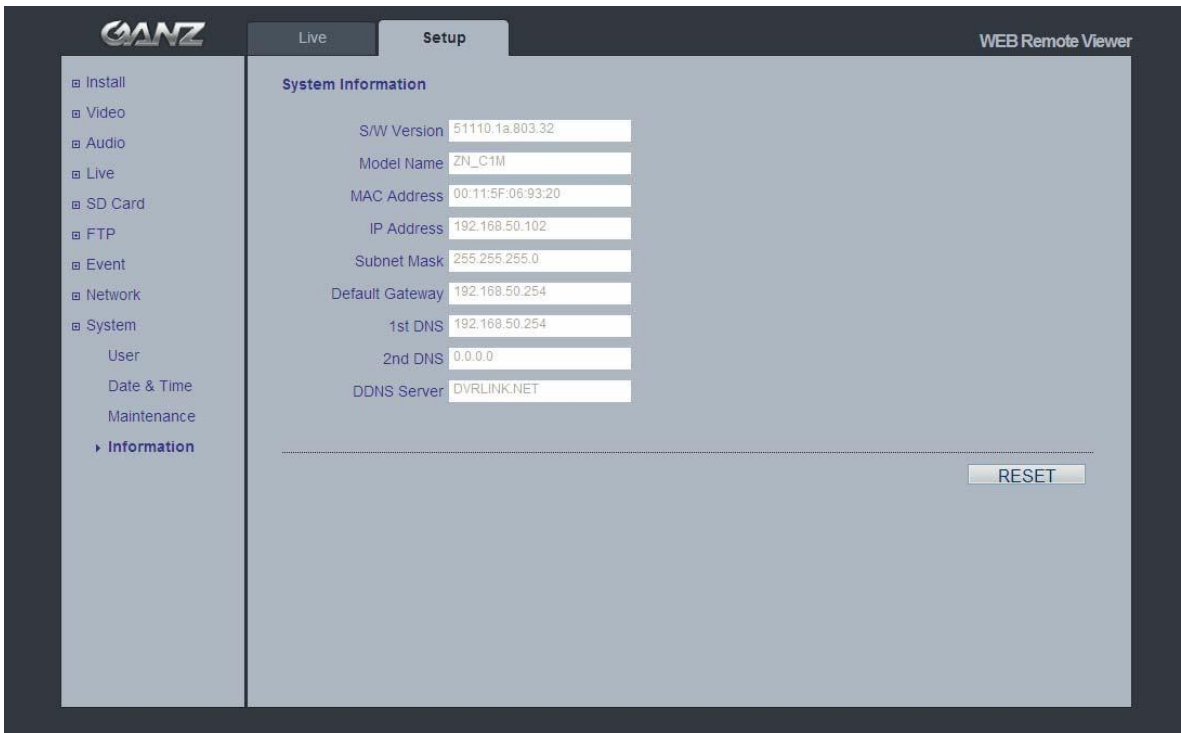 GANZ
Live
Setup
WEB Remote Viewer
Install
Video
Audio
Live
SD Card
FTP
Event
Network
System
User
Date & Time
Maintenance
Information
System Information
S/W Version 51110.1a.803.32
Model Name ZN_C1M
MAC Address 00:11:5F:06:93:20
IP Address 192.168.50.102
Subnet Mask 255.255.255.0
Default Gateway 192.168.50.254
1st DNS 192.168.50.254
2nd DNS 0.0.0.0
DDNS Server DVRLINK.NET
RESET